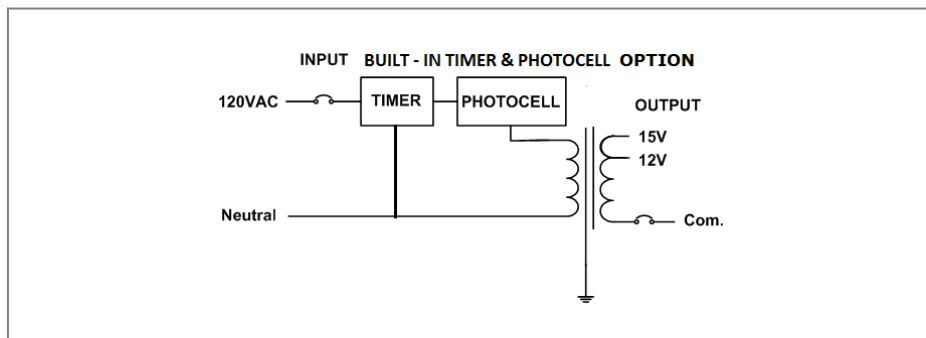 INPUT BUILT - IN TIMER & PHOTOCELL OPTION
120VAC TIMER PHOTOCELL OUTPUT
15V
12V
Neutral Com.